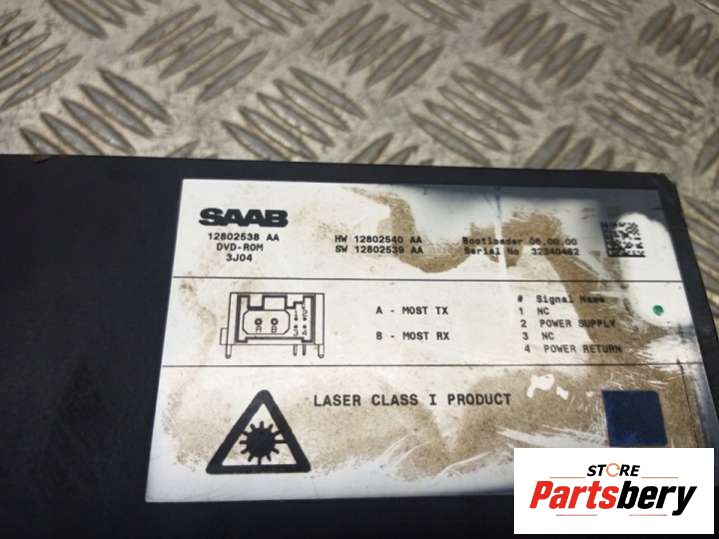 SAAB
12802538 AA
DVD-ROM
3J04
HW 12802540 AA
SW 12802539 AA
Bootloader 06.00.00
Serial No 32340462
A - MOST TX
B - MOST RX
# Signal Name
1 NC
2 POWER SUPPLY
3 NC
4 POWER RETURN
LASER CLASS I PRODUCT
STORE
Partsbery